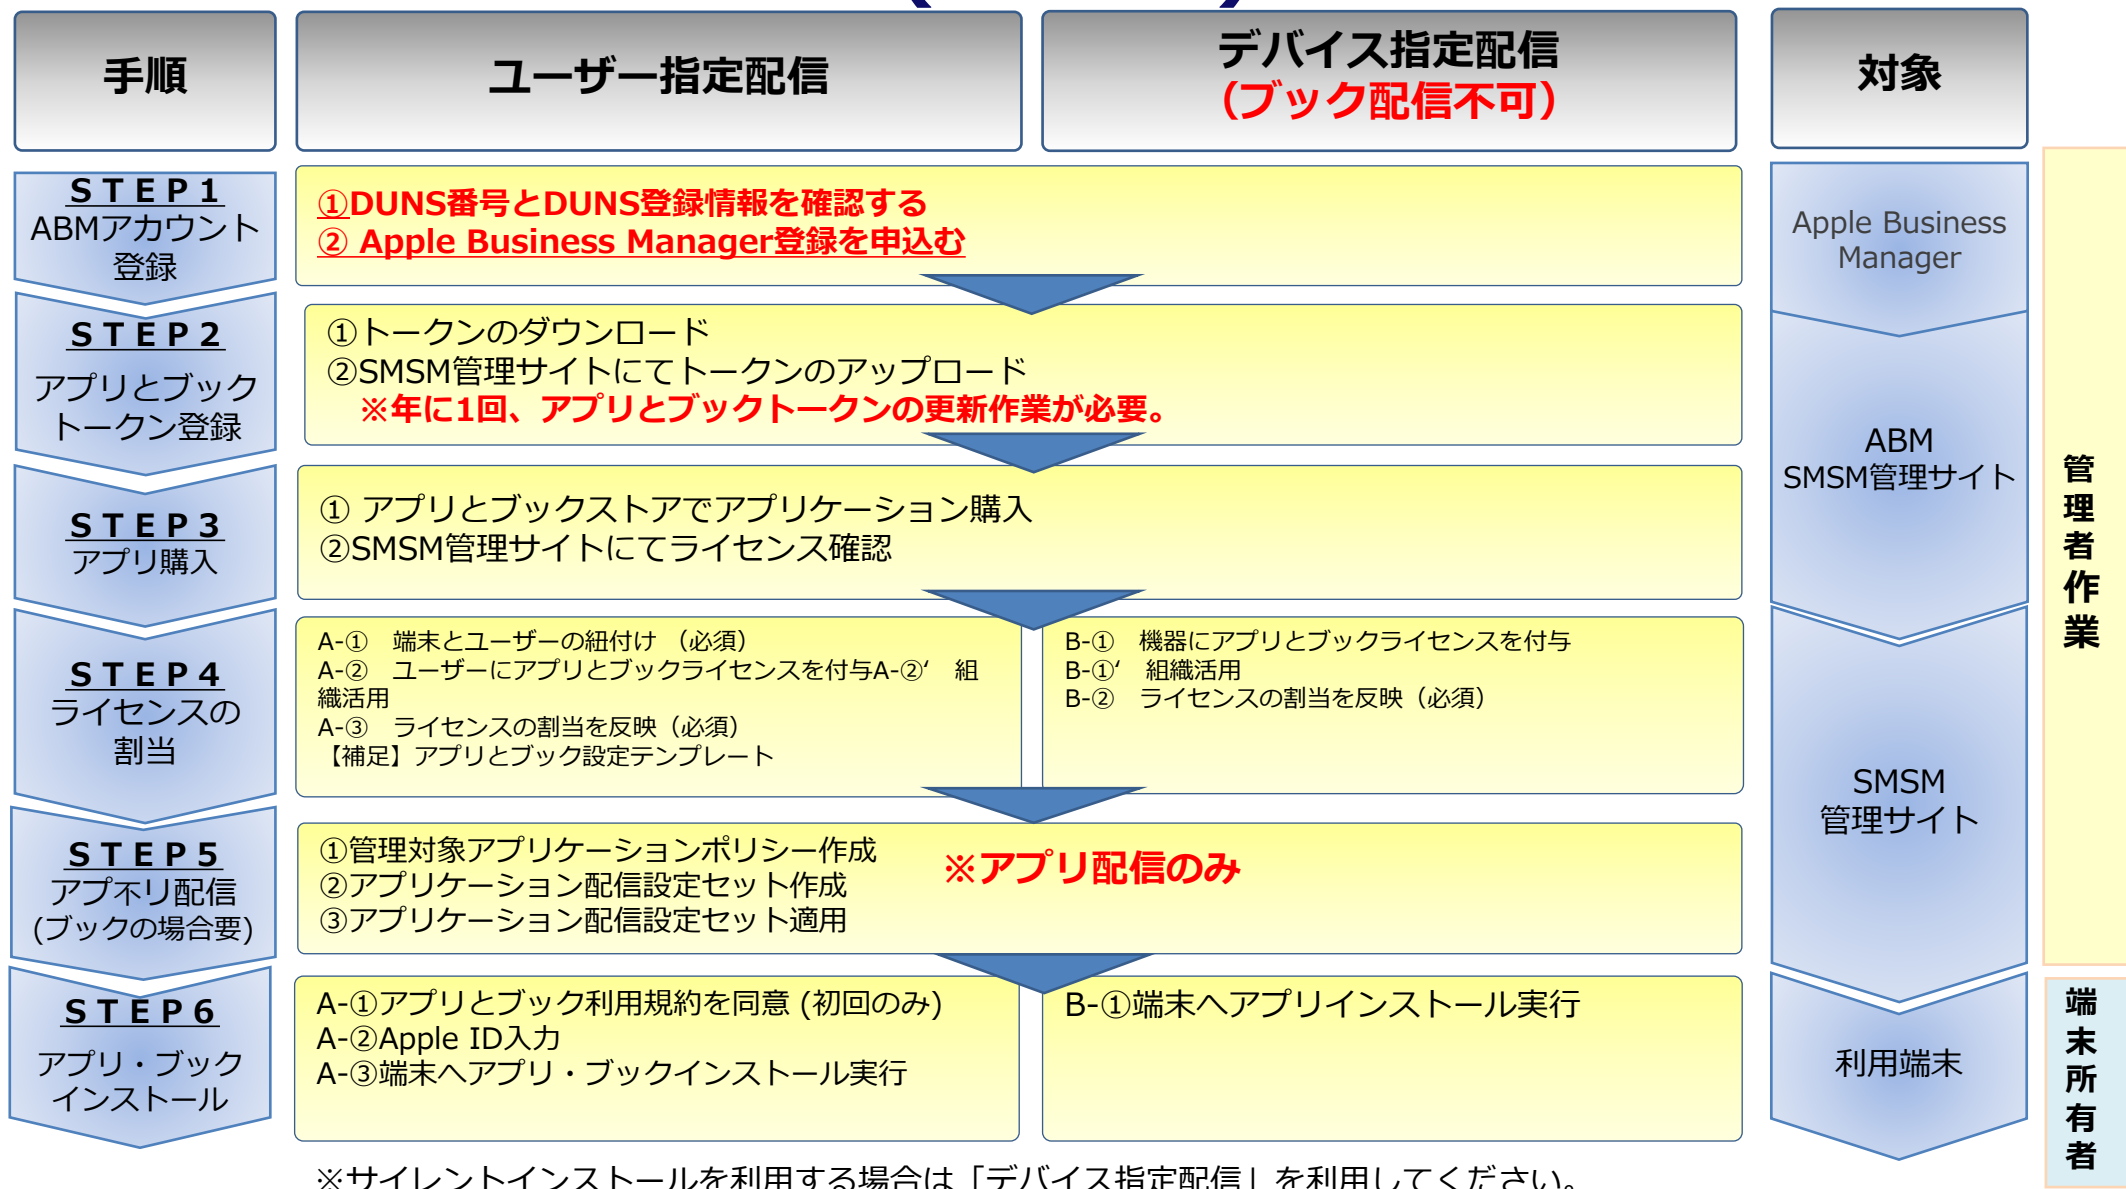 手順
ユーザー指定配信
デバイス指定配信
（ブック配信不可）
対象
ＳＴＥＰ１
ABMアカウント
登録
①DUNS番号とDUNS登録情報を確認する
② Apple Business Manager登録を申込む
Apple Business
Manager
ＳＴＥＰ２
アプリとブック
トークン登録
①トークンのダウンロード
②SMSM管理サイトにてトークンのアップロード
※年に1回、アプリとブックトークンの更新作業が必要。
ABM
SMSM管理サイト
ＳＴＥＰ３
アプリ購入
① アプリとブックストアでアプリケーション購入
②SMSM管理サイトにてライセンス確認
ＳＴＥＰ４
ライセンスの
割当
A-①　端末とユーザーの紐付け （必須）
A-②　ユーザーにアプリとブックライセンスを付与A-②‘　組
織活用
A-③　ライセンスの割当を反映（必須）
【補足】アプリとブック設定テンプレート
B-①　機器にアプリとブックライセンスを付与
B-①‘　組織活用
B-②　ライセンスの割当を反映（必須）
SMSM
管理サイト
ＳＴＥＰ５
アプ不リ配信
(ブックの場合要)
①管理対象アプリケーションポリシー作成
②アプリケーション配信設定セット作成
③アプリケーション配信設定セット適用
※アプリ配信のみ
ＳＴＥＰ６
アプリ・ブック
インストール
A-①アプリとブック利用規約を同意 (初回のみ)
A-②Apple ID入力
A-③端末へアプリ・ブックインストール実行
B-①端末へアプリインストール実行
利用端末
管理者作業
端末所有者
※サイレントインストールを利用する場合は「デバイス指定配信」を利用してください。